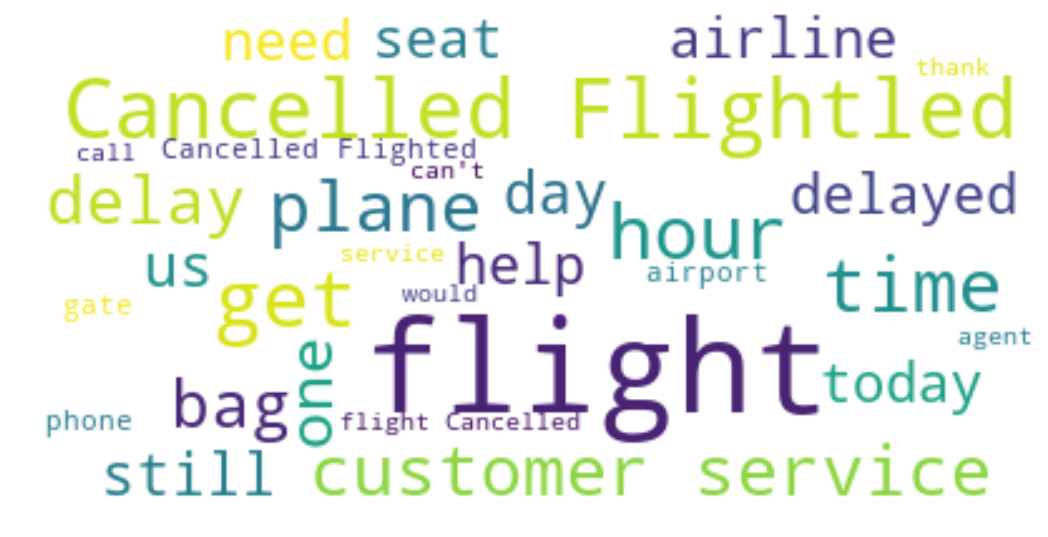 need seat airline
thank
Cancelled Flightled
call Cancelled Flighted
can't
delay plane day hour delayed
us service help airport time
gate get would
agent
one flight today
phone bag flight Cancelled
still customer service